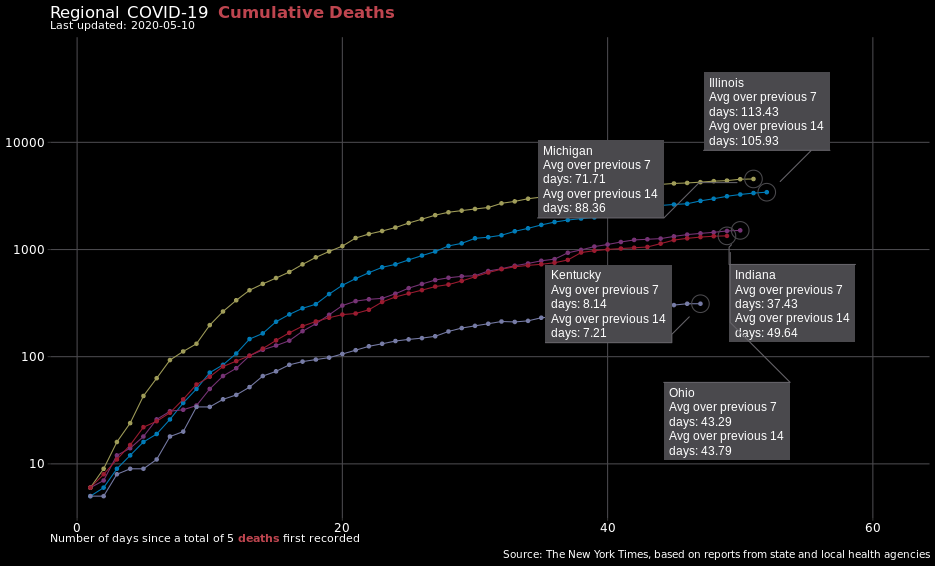 Regional COVID-19 Cumulative Deaths
Last updated: 2020-05-10
Illinois
Avg over previous 7
days: 113.43
Avg over previous 14
days: 105.93
10000
Michigan
Avg over previous 7
days: 71.71
Avg over previous 14
days: 88.36
1000
Kentucky
Avg over previous 7
days: 8.14
Avg over previous 14
days: 7.21
Indiana
Avg over previous 7
days: 37.43
Avg over previous 14
days: 49.64
100
Ohio
Avg over previous 7
days: 43.29
Avg over previous 14
days: 43.79
10
0 20 40 60
Number of days since a total of 5 deaths first recorded
Source: The New York Times, based on reports from state and local health agencies